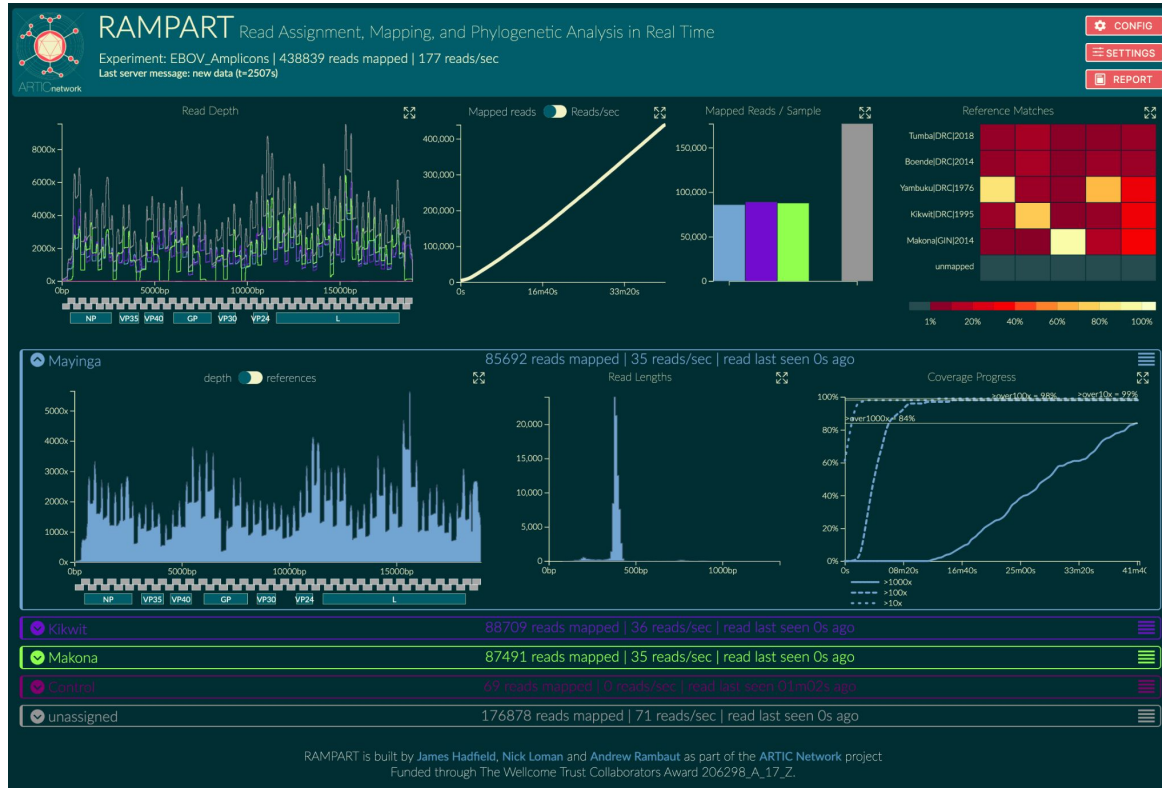 RAMPART Read Assignment, Mapping, and Phylogenetic Analysis in Real Time
Experiment: EBOV_Amplicons | 438839 reads mapped | 177 reads/sec
Last server message: new data (t=2507s)
ARTICnetwork
CONFIG
SETTINGS
REPORT
Read Depth
8000x
6000x
4000x
2000x
0x
0bp 5000bp 10000bp 15000bp
NP VP35 VP40 GP VP30 VP24 L
Mapped reads Reads/sec
400,000
300,000
200,000
100,000
0
0s 16m40s 33m20s
Mapped Reads / Sample
150,000
100,000
50,000
0
Reference Matches
Tumba|DRC|2018
Boende|DRC|2014
Yambuku|DRC|1976
Kikwit|DRC|1995
Makona|GIN|2014
unmapped
1% 20% 40% 60% 80% 100%
Mayinga 85692 reads mapped | 35 reads/sec | read last seen 0s ago
depth references
5000x
4000x
3000x
2000x
1000x
0x
0bp 5000bp 10000bp 15000bp
NP VP35 VP40 GP VP30 VP24 L
Read Lengths
20,000
15,000
10,000
5,000
0
0bp 500bp 1000bp
Coverage Progress
100%
80%
60%
40%
20%
0%
>over100x = 98% >over10x = 99%
>over1000x = 84%
0s 08m20s 16m40s 25m00s 33m20s 41m4
>1000x
>100x
>10x
Kikwit 88709 reads mapped | 36 reads/sec | read last seen 0s ago
Makona 87491 reads mapped | 35 reads/sec | read last seen 0s ago
Control 69 reads mapped | 0 reads/sec | read last seen 01m02s ago
unassigned 176878 reads mapped | 71 reads/sec | read last seen 0s ago
RAMPART is built by James Hadfield, Nick Loman and Andrew Rambaut as part of the ARTIC Network project
Funded through The Wellcome Trust Collaborators Award 206298_A_17_Z.